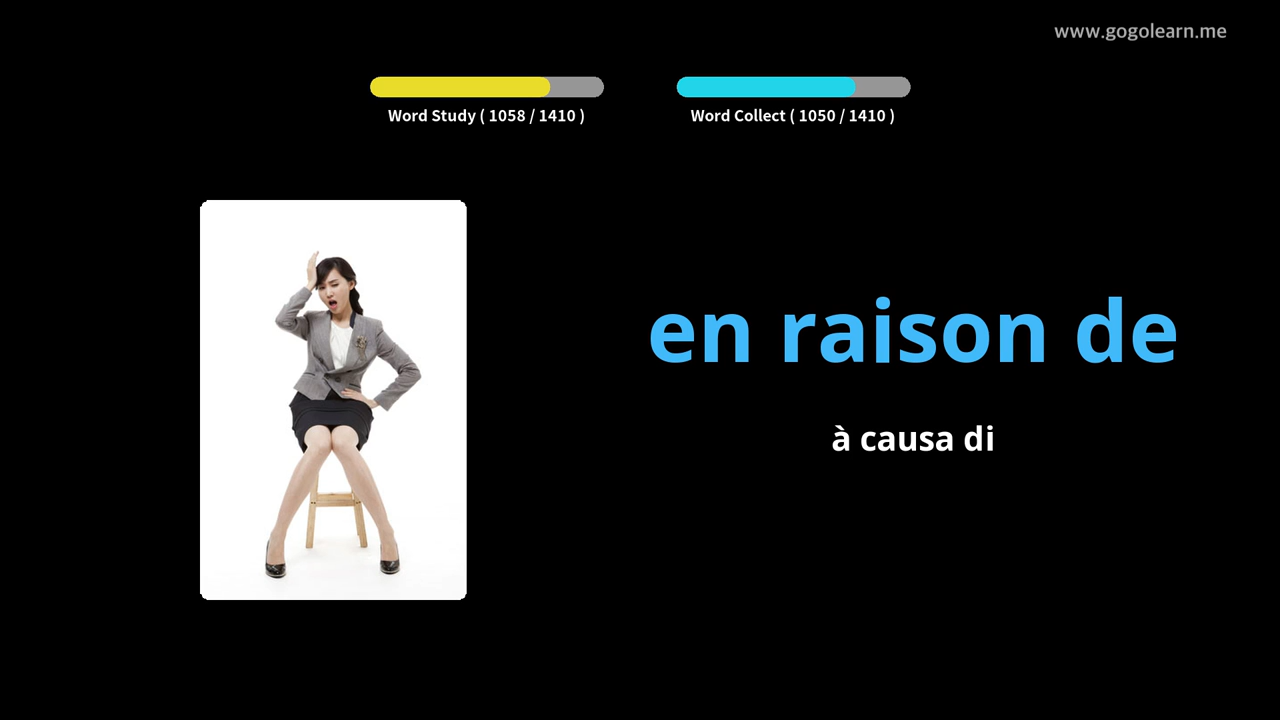 www.gogolearn.me
Word Study ( 1058 / 1410 )
Word Collect ( 1050 / 1410 )
en raison de
à causa di